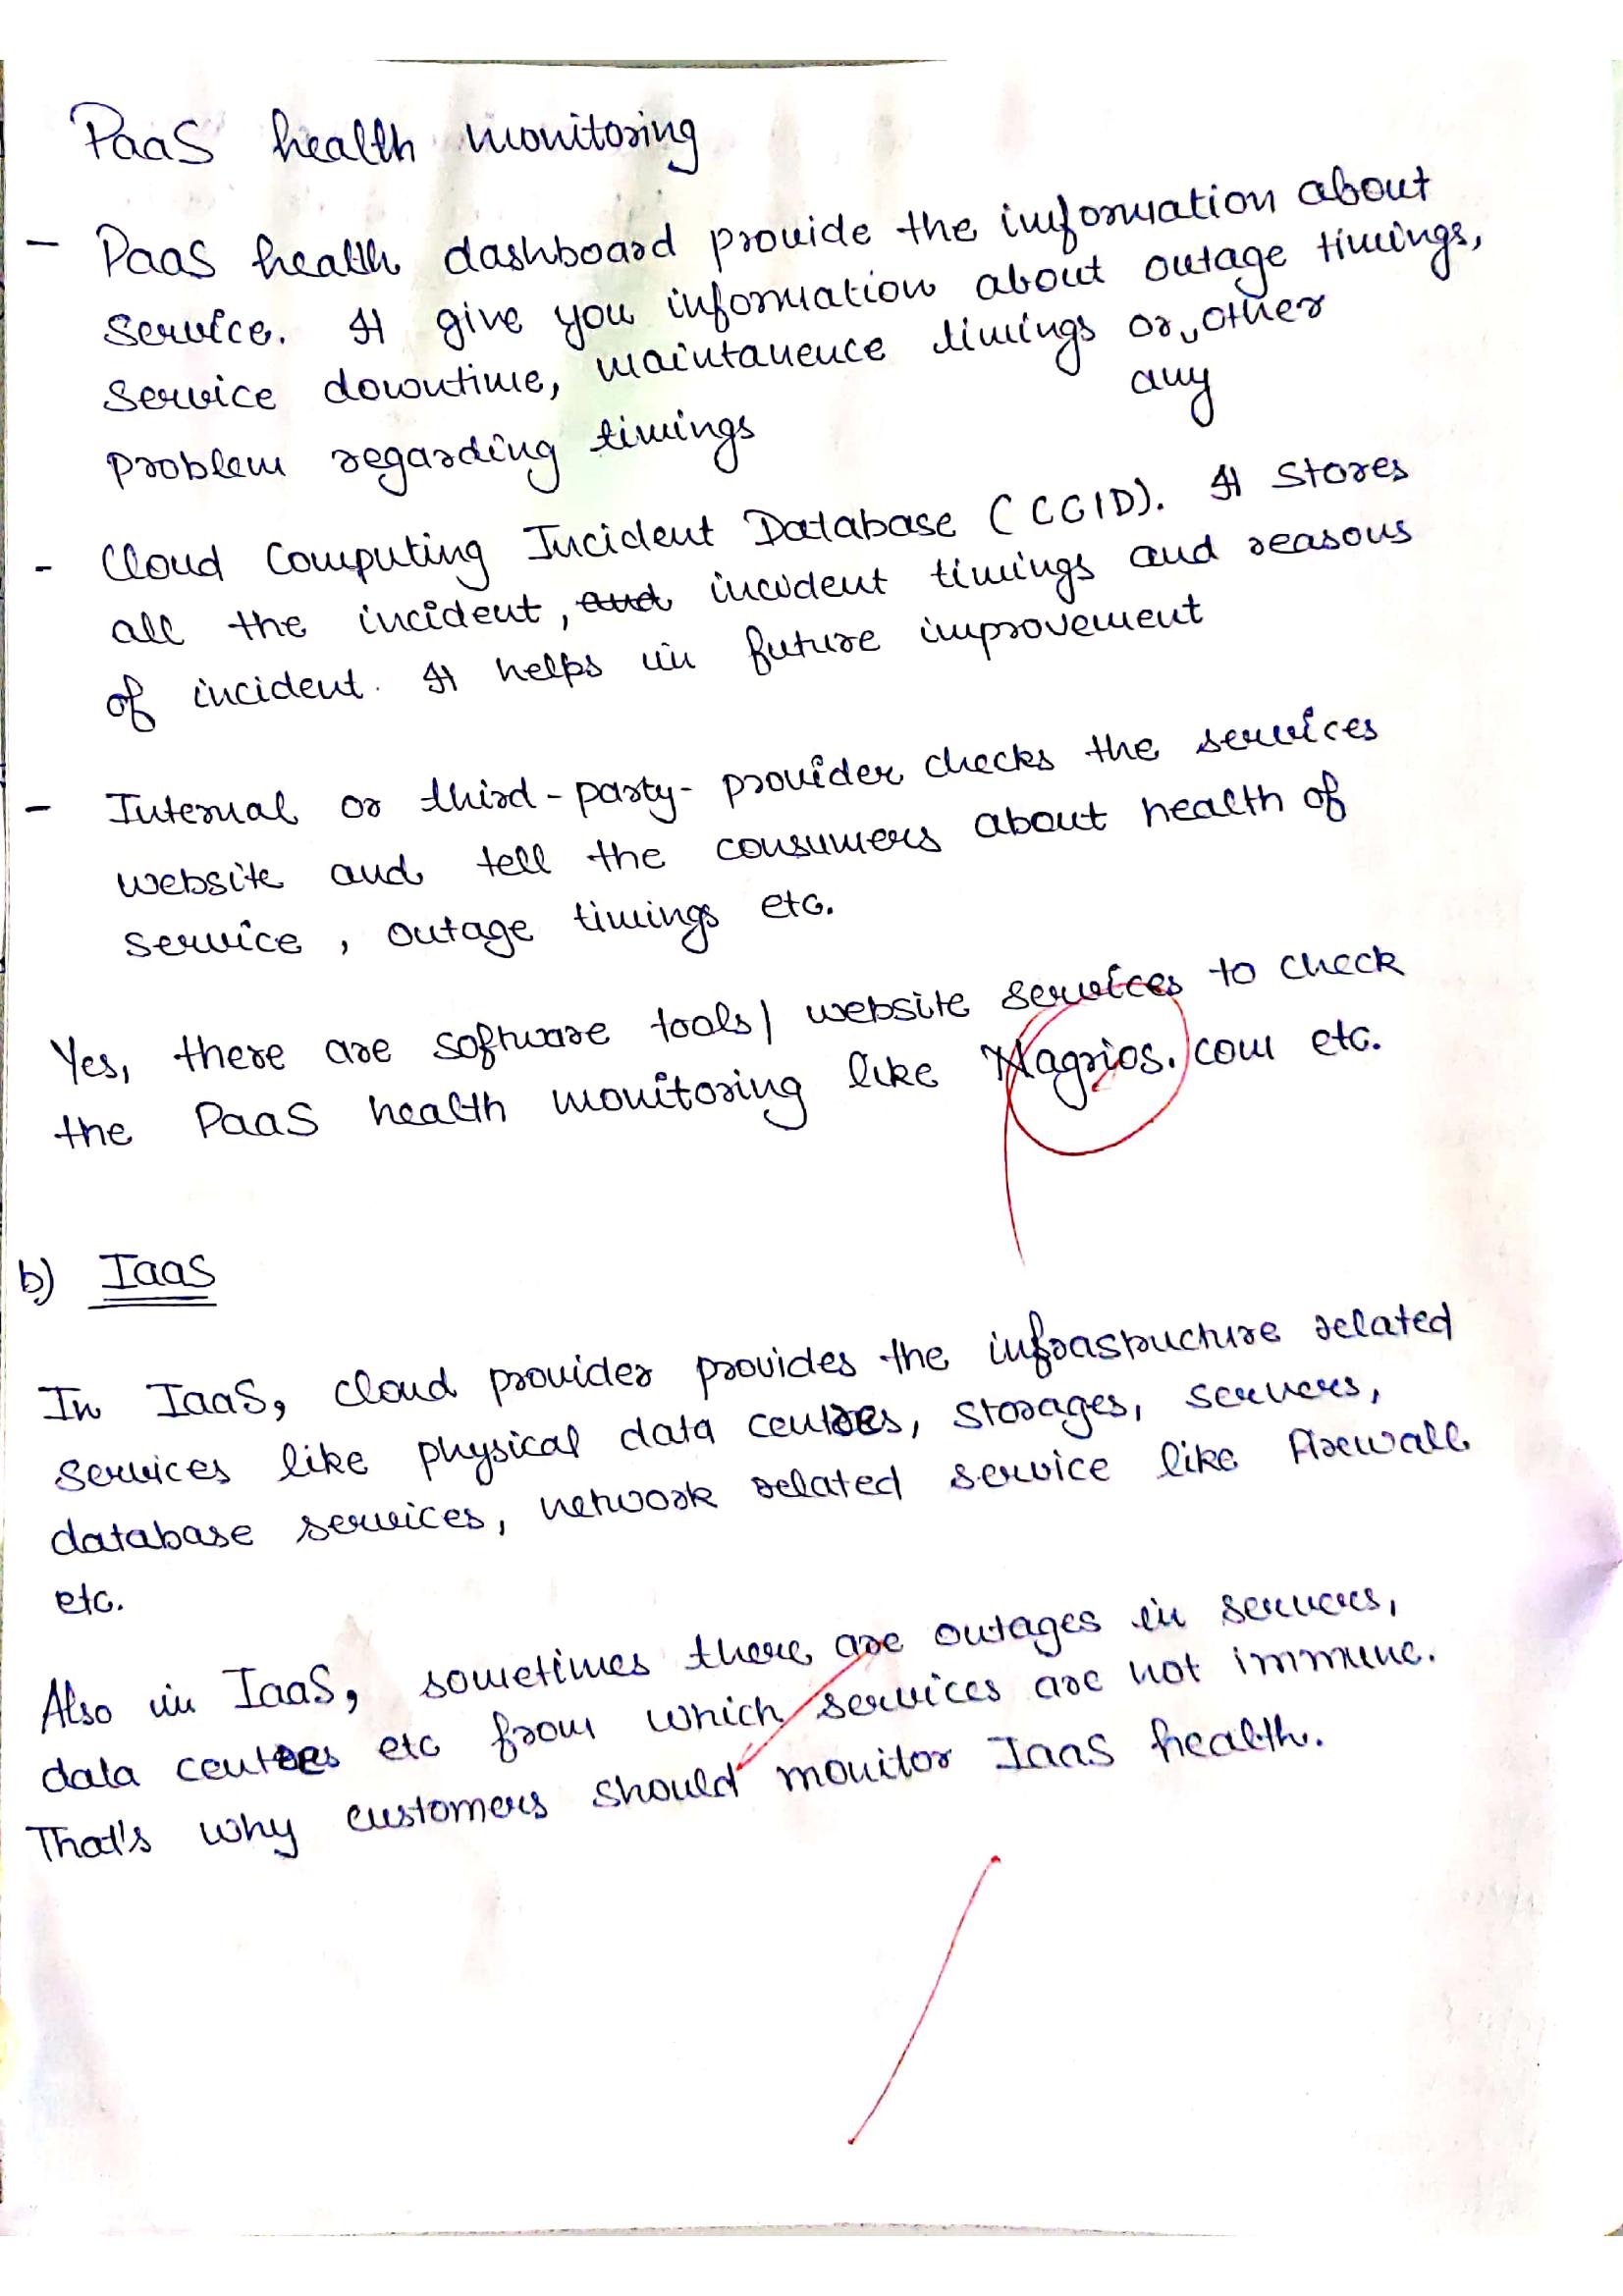 PaaS health monitoring
- PaaS health dashboard provide the information about
service. It give you information about outage timings,
service downtime, maintanence timings or any other
problem regarding timings
- Cloud Computing Incident Database (CCID). It stores
all the incident, and incident timings and reasons
of incident. It helps in future improvement
- Internal or third-party-provider checks the services
website and tell the consumers about health of
service, outage timings etc.
Yes, there are software tools/ website services to check
the PaaS health monitoring like Nagrios.com etc.
b) IaaS
In IaaS, cloud provider provides the infrastructure related
services like physical data centres, storages, servers,
database services, network related service like firewall
etc.
Also in IaaS, sometimes there are outages in servers,
data centres etc from which services are not immune.
That's why customers should monitor IaaS health.